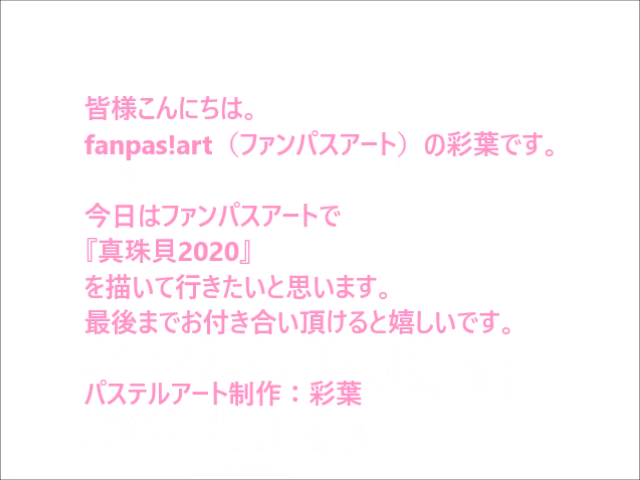 皆様こんにちは。
fanpas!art（ファンパスアート）の彩葉です。
今日はファンパスアートで
『真珠貝2020』
を描いて行きたいと思います。
最後までお付き合い頂けると嬉しいです。
パステルアート制作：彩葉